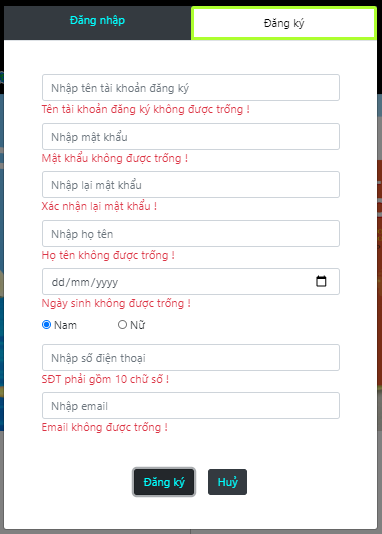 Đăng nhập
Đăng ký
Nhập tên tài khoản đăng ký
Tên tài khoản đăng ký không được trống !
Nhập mật khẩu
Mật khẩu không được trống !
Nhập lại mật khẩu
Xác nhận lại mật khẩu !
Nhập họ tên
Họ tên không được trống !
dd/mm/yyyy
Ngày sinh không được trống !
Nam Nữ
Nhập số điện thoại
SĐT phải gồm 10 chữ số !
Nhập email
Email không được trống !
Đăng ký Huỷ